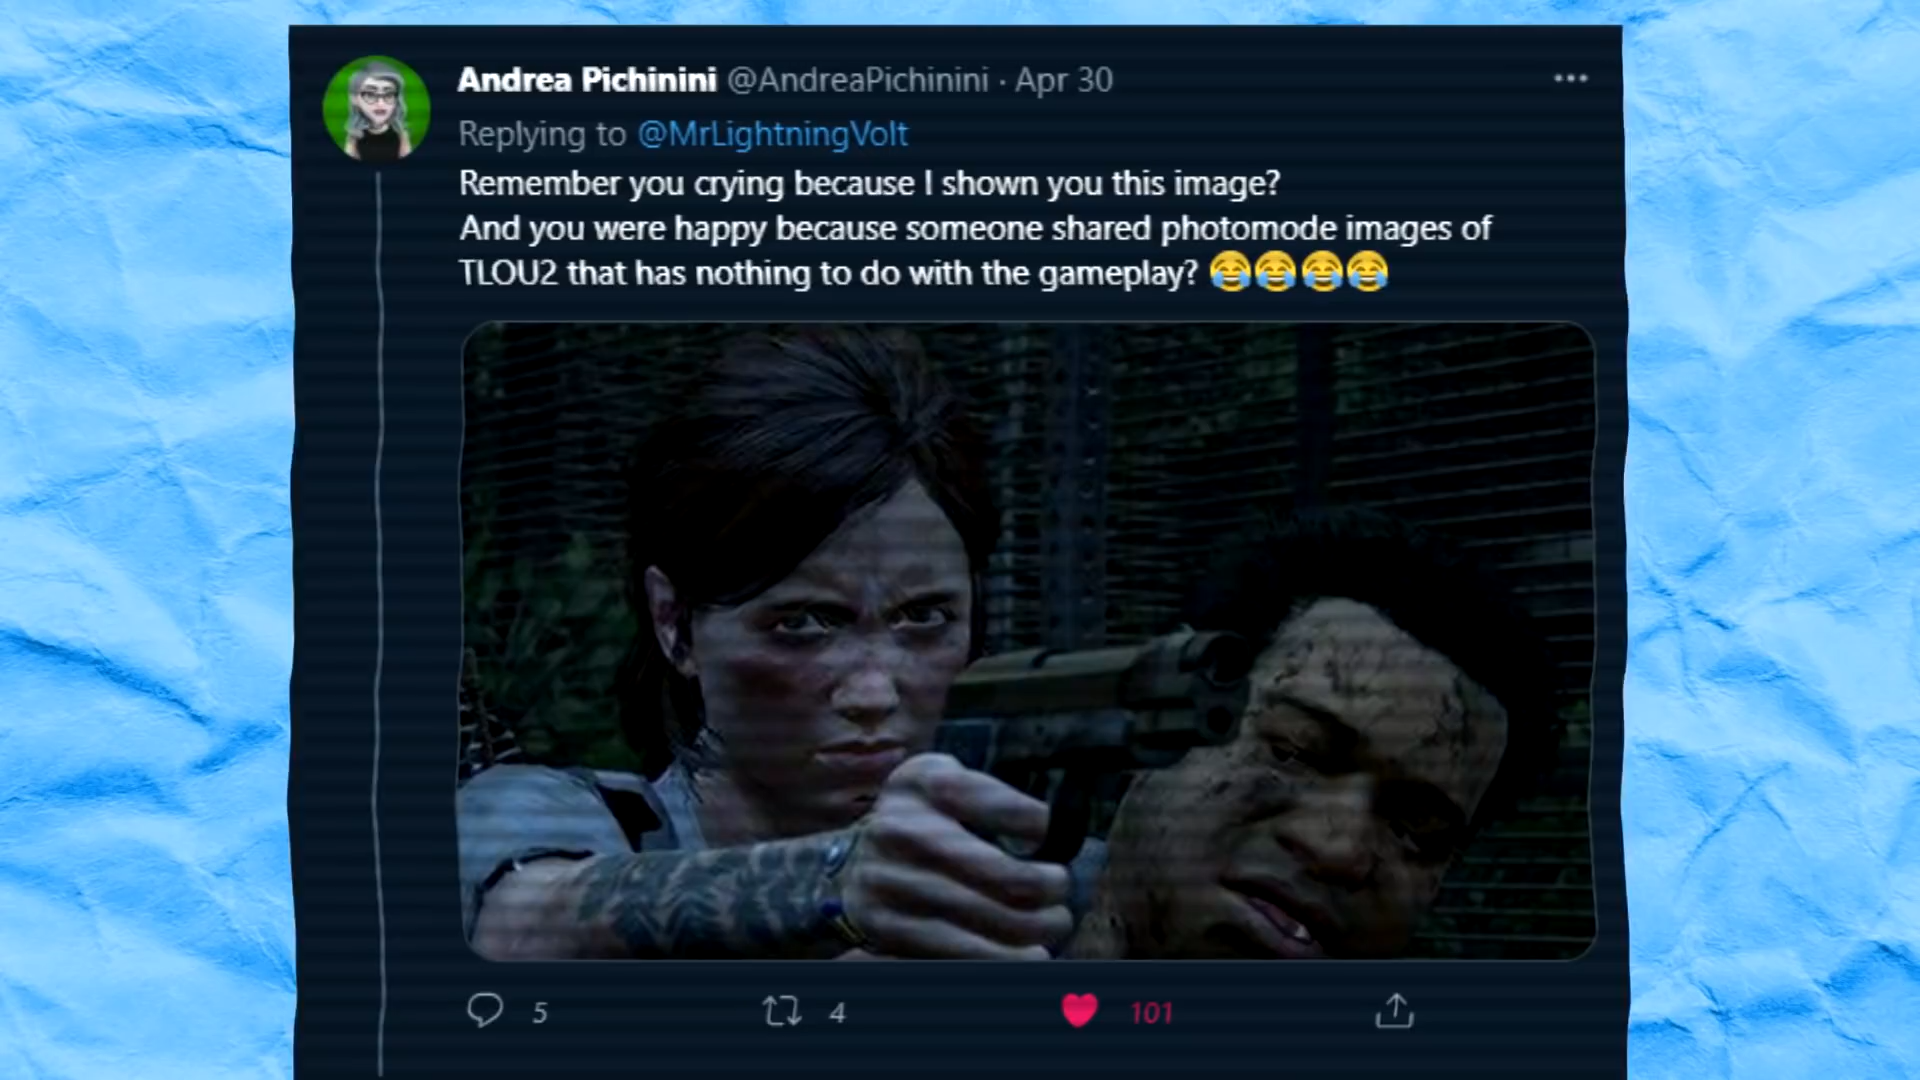 Andrea Pichinini @AndreaPichinini · Apr 30
Replying to @MrLightningVolt
Remember you crying because I shown you this image?
And you were happy because someone shared photomode images of
TLOU2 that has nothing to do with the gameplay? 😂😂😂😂
5 4 101